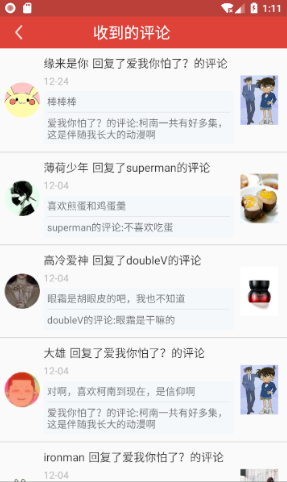 1:11
收到的评论
缘来是你 回复了爱我你怕了？的评论
12-24
棒棒棒
爱我你怕了？的评论:柯南一共有好多集，
这是伴随我长大的动漫啊
薄荷少年 回复了superman的评论
12-04
喜欢煎蛋和鸡蛋羹
superman的评论:不喜欢吃蛋
高冷爱神 回复了doubleV的评论
12-04
眼霜是胡眼皮的吧，我也不知道
doubleV的评论:眼霜是干嘛的
大雄 回复了爱我你怕了？的评论
12-04
对啊，喜欢柯南到现在，是信仰啊
爱我你怕了？的评论:柯南一共有好多集，
这是伴随我长大的动漫啊
ironman 回复了爱我你怕了？的评论
12-04